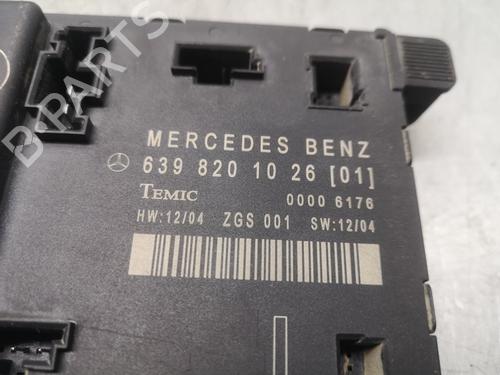 MERCEDES BENZ
639 820 10 26 [01]
TEMIC 0000 6176
HW:12/04 ZGS 001 SW:12/04
B-PARTS
B-PARTS